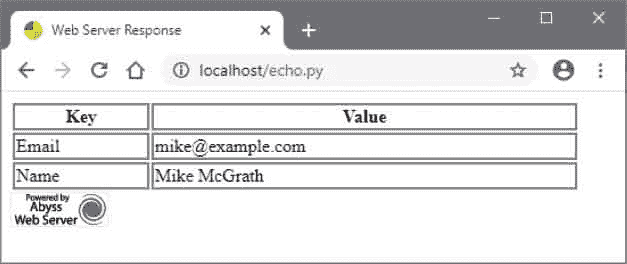 Web Server Response
localhost/echo.py
Key Value
Email mike@example.com
Name Mike McGrath
Powered by
Abyss
Web Server